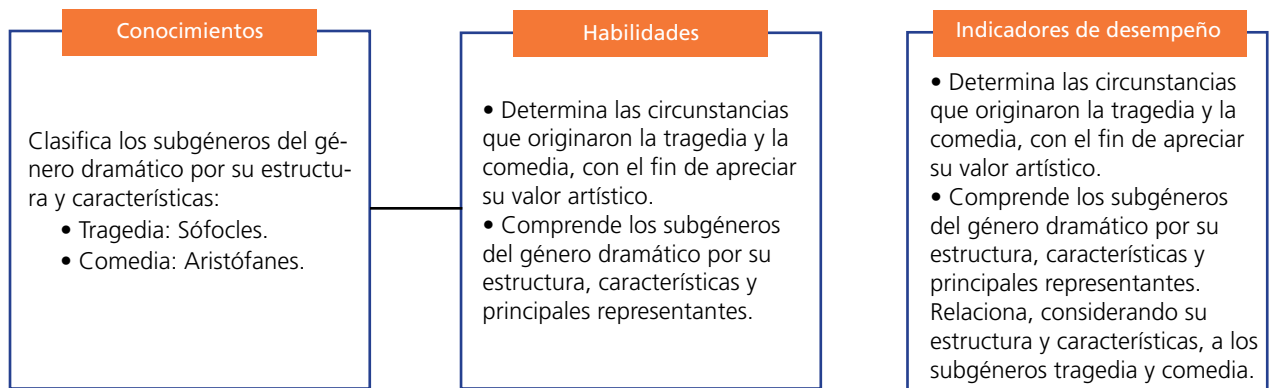 Conocimientos
Clasifica los subgéneros del gé-
nero dramático por su estructu-
ra y características:
• Tragedia: Sófocles.
• Comedia: Aristófanes.
Habilidades
• Determina las circunstancias
que originaron la tragedia y la
comedia, con el fin de apreciar
su valor artístico.
• Comprende los subgéneros
del género dramático por su
estructura, características y
principales representantes.
Indicadores de desempeño
• Determina las circunstancias
que originaron la tragedia y la
comedia, con el fin de apreciar
su valor artístico.
• Comprende los subgéneros
del género dramático por su
estructura, características y
principales representantes.
Relaciona, considerando su
estructura y características, a los
subgéneros tragedia y comedia.